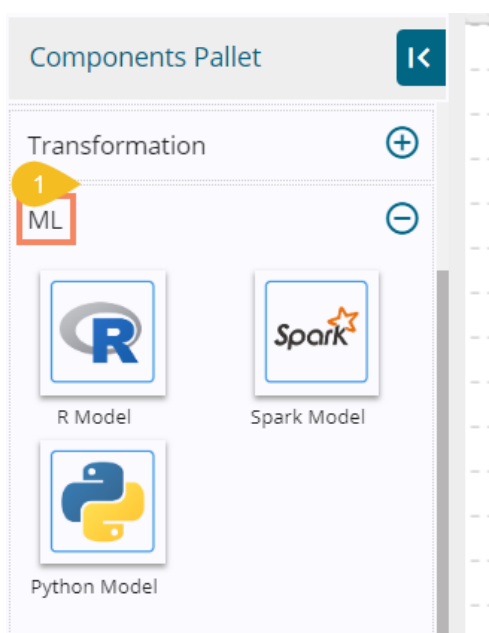 Components Pallet
Transformation
1
ML
R
Spark
R Model
Spark Model
Python Model